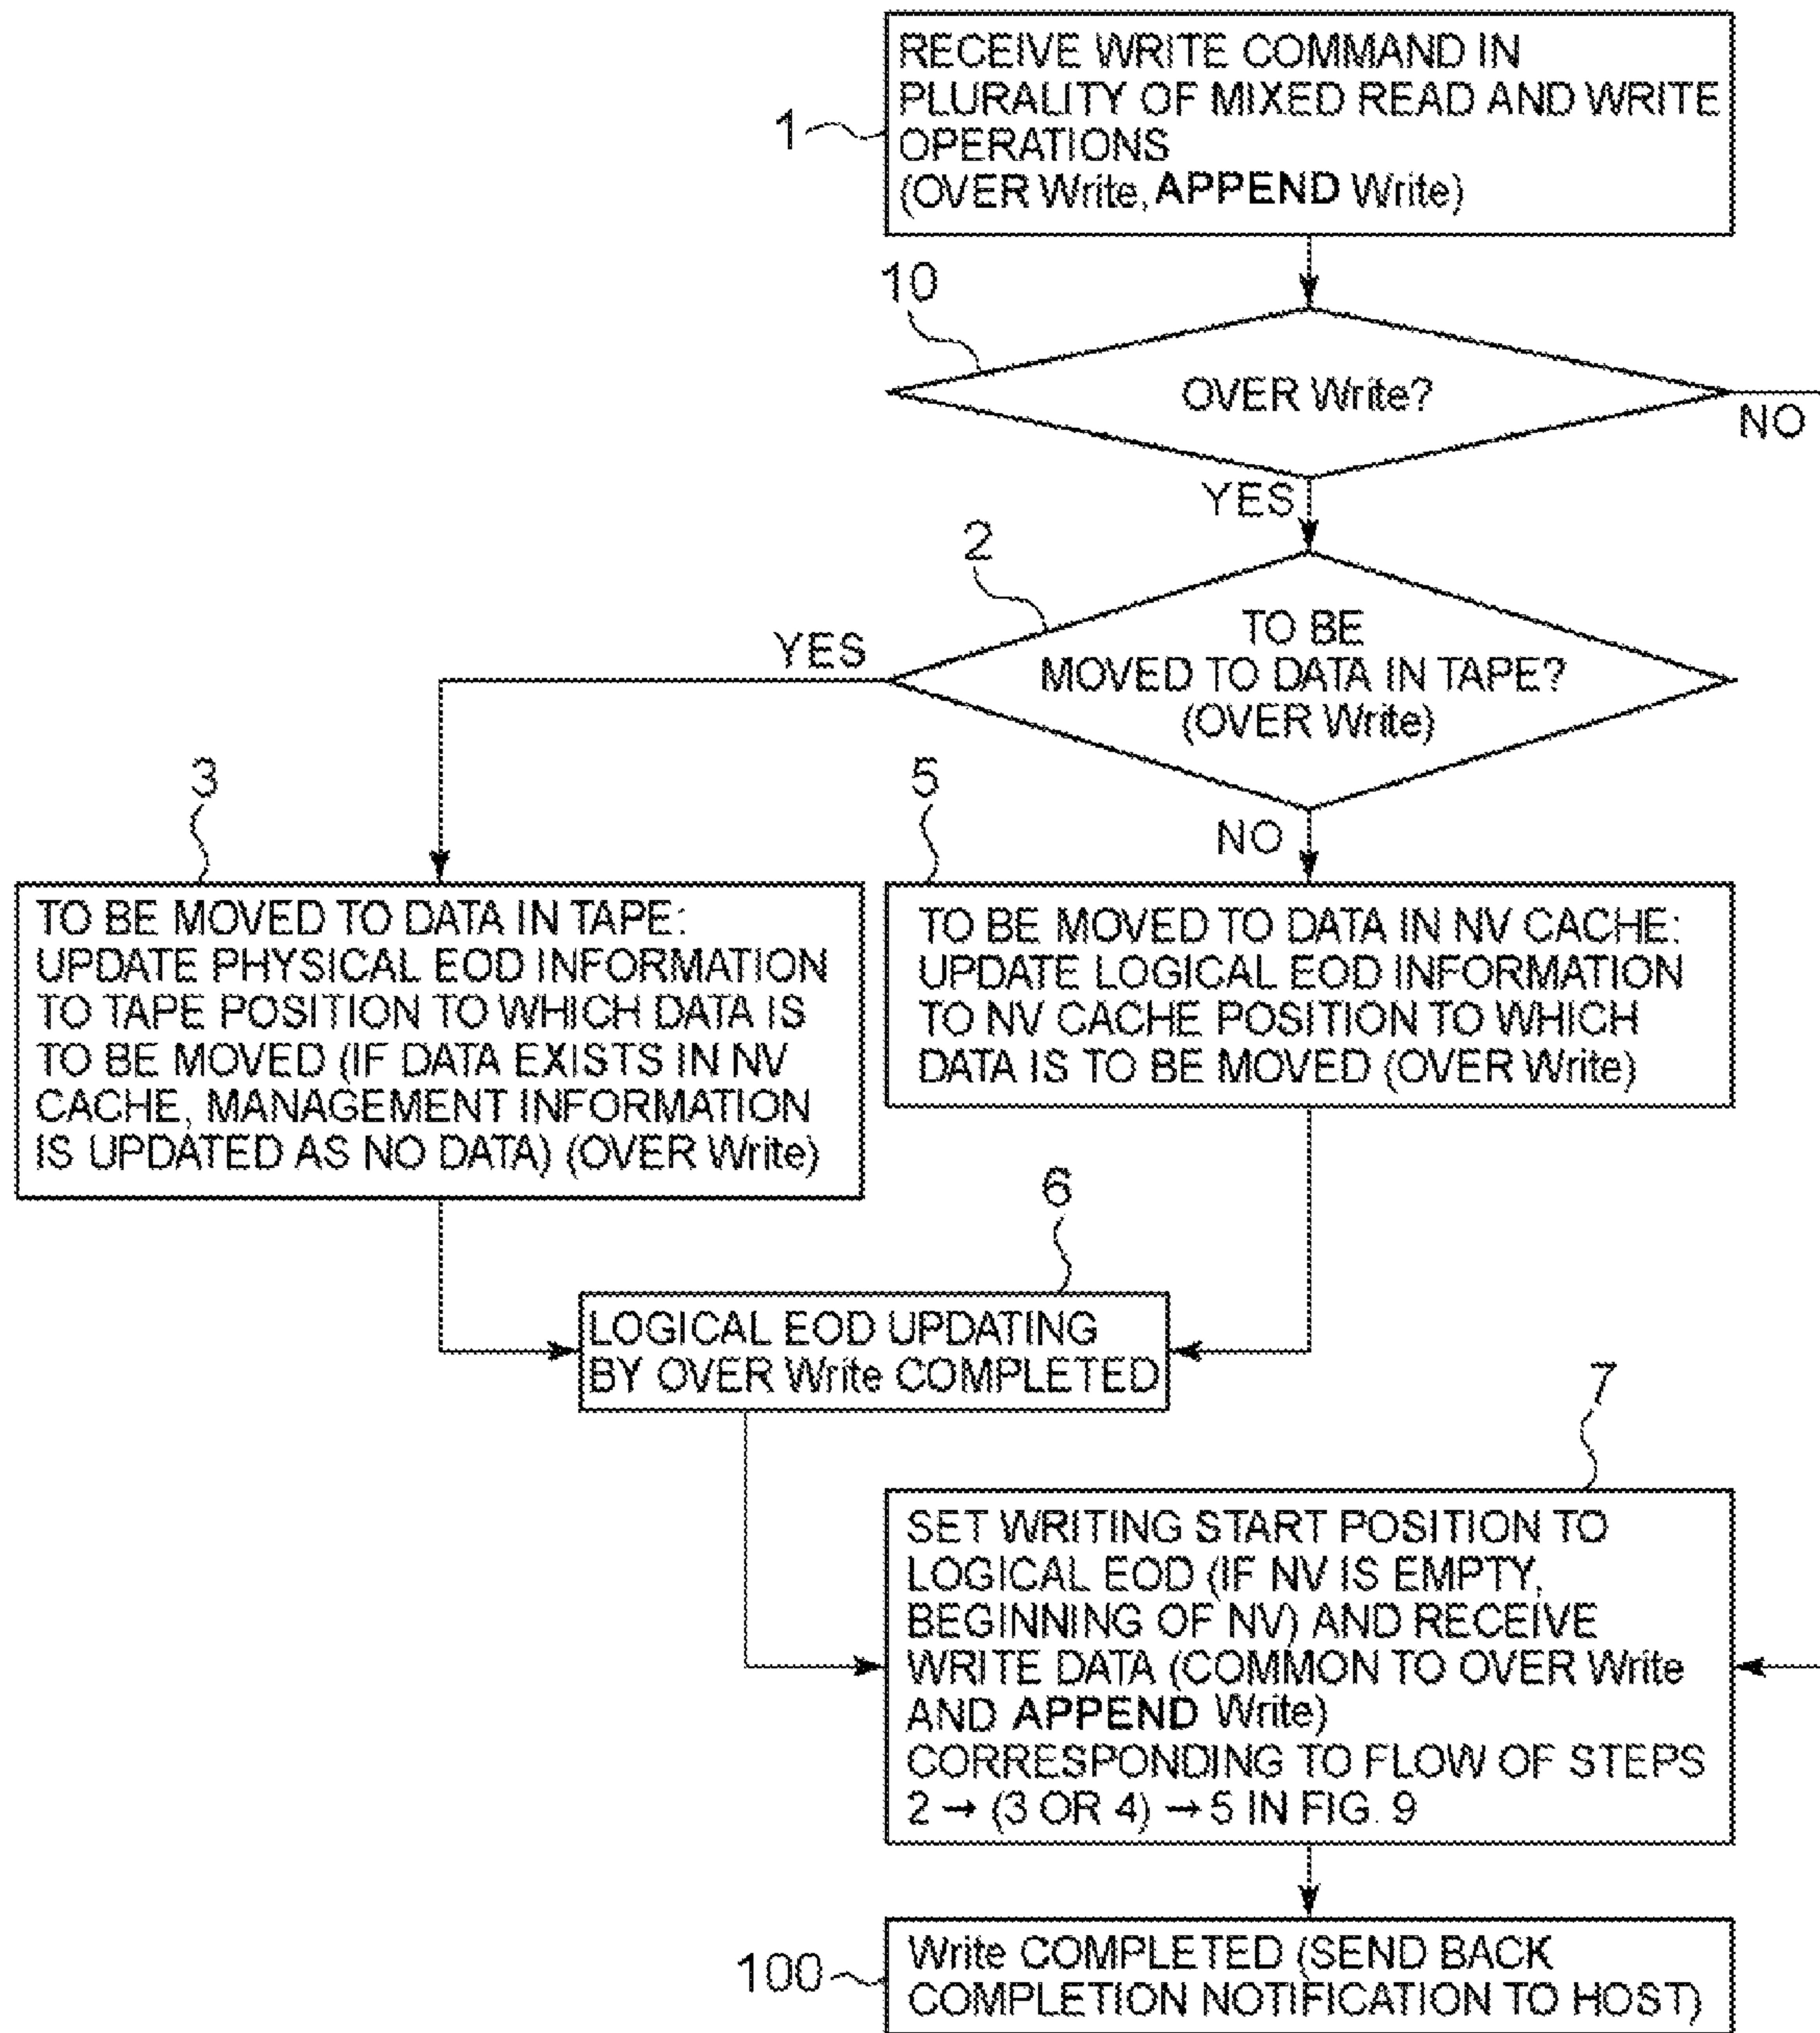 1
RECEIVE WRITE COMMAND IN
PLURALITY OF MIXED READ AND WRITE
OPERATIONS
(OVER Write, APPEND Write)
10
OVER Write?
NO
YES
2
TO BE
MOVED TO DATA IN TAPE?
(OVER Write)
YES
NO
3
TO BE MOVED TO DATA IN TAPE:
UPDATE PHYSICAL EOD INFORMATION
TO TAPE POSITION TO WHICH DATA IS
TO BE MOVED (IF DATA EXISTS IN NV
CACHE, MANAGEMENT INFORMATION
IS UPDATED AS NO DATA) (OVER Write)
5
TO BE MOVED TO DATA IN NV CACHE:
UPDATE LOGICAL EOD INFORMATION
TO NV CACHE POSITION TO WHICH
DATA IS TO BE MOVED (OVER Write)
6
LOGICAL EOD UPDATING
BY OVER Write COMPLETED
7
SET WRITING START POSITION TO
LOGICAL EOD (IF NV IS EMPTY,
BEGINNING OF NV) AND RECEIVE
WRITE DATA (COMMON TO OVER Write
AND APPEND Write)
CORRESPONDING TO FLOW OF STEPS
2 → (3 OR 4) → 5 IN FIG. 9
100
Write COMPLETED (SEND BACK
COMPLETION NOTIFICATION TO HOST)